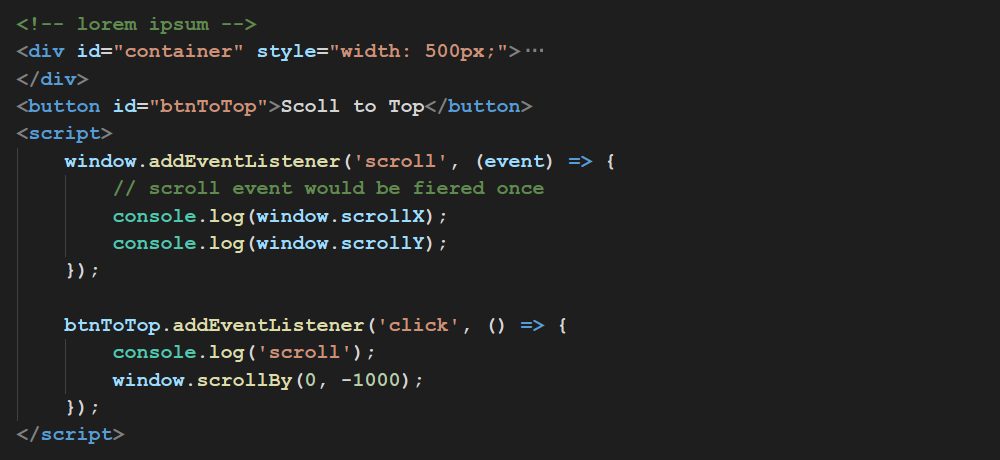 <!-- lorem ipsum -->
<div id="container" style="width: 500px;">···
</div>
<button id="btnToTop">Scoll to Top</button>
<script>
    window.addEventListener('scroll', (event) => {
        // scroll event would be fiered once
        console.log(window.scrollX);
        console.log(window.scrollY);
    });

    btnToTop.addEventListener('click', () => {
        console.log('scroll');
        window.scrollBy(0, -1000);
    });
</script>